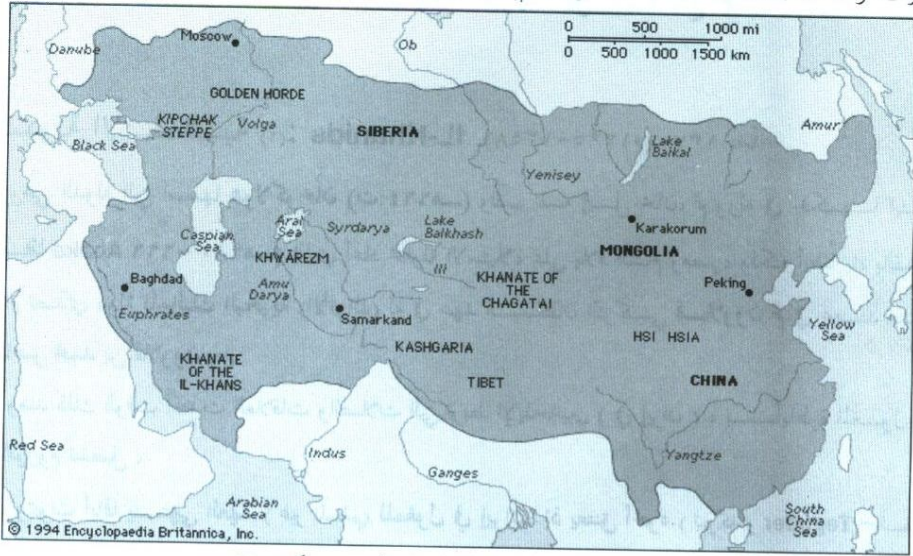 Moscow
Ob
0 500 1000 mi
0 500 1000 1500 km
Danube
GOLDEN HORDE
KIPCHAK
STEPPE
Volga
SIBERIA
Amur
Black Sea
Lake
Baikal
Yenisey
Caspian
Sea
Aral
Sea
Syrdarya
Lake
Balkhash
Karakorum
MONGOLIA
KHWĀREZM
Ili
Baghdad
Amu
Darya
KHANATE OF
THE
CHAGATAI
Peking
Euphrates
Samarkand
Yellow
Sea
HSI HSIA
KASHGARIA
KHANATE
OF THE
IL-KHANS
TIBET
CHINA
Red Sea
Indus
Ganges
Yangtze
Arabian
Sea
South
China
Sea
© 1994 Encyclopaedia Britannica, Inc.